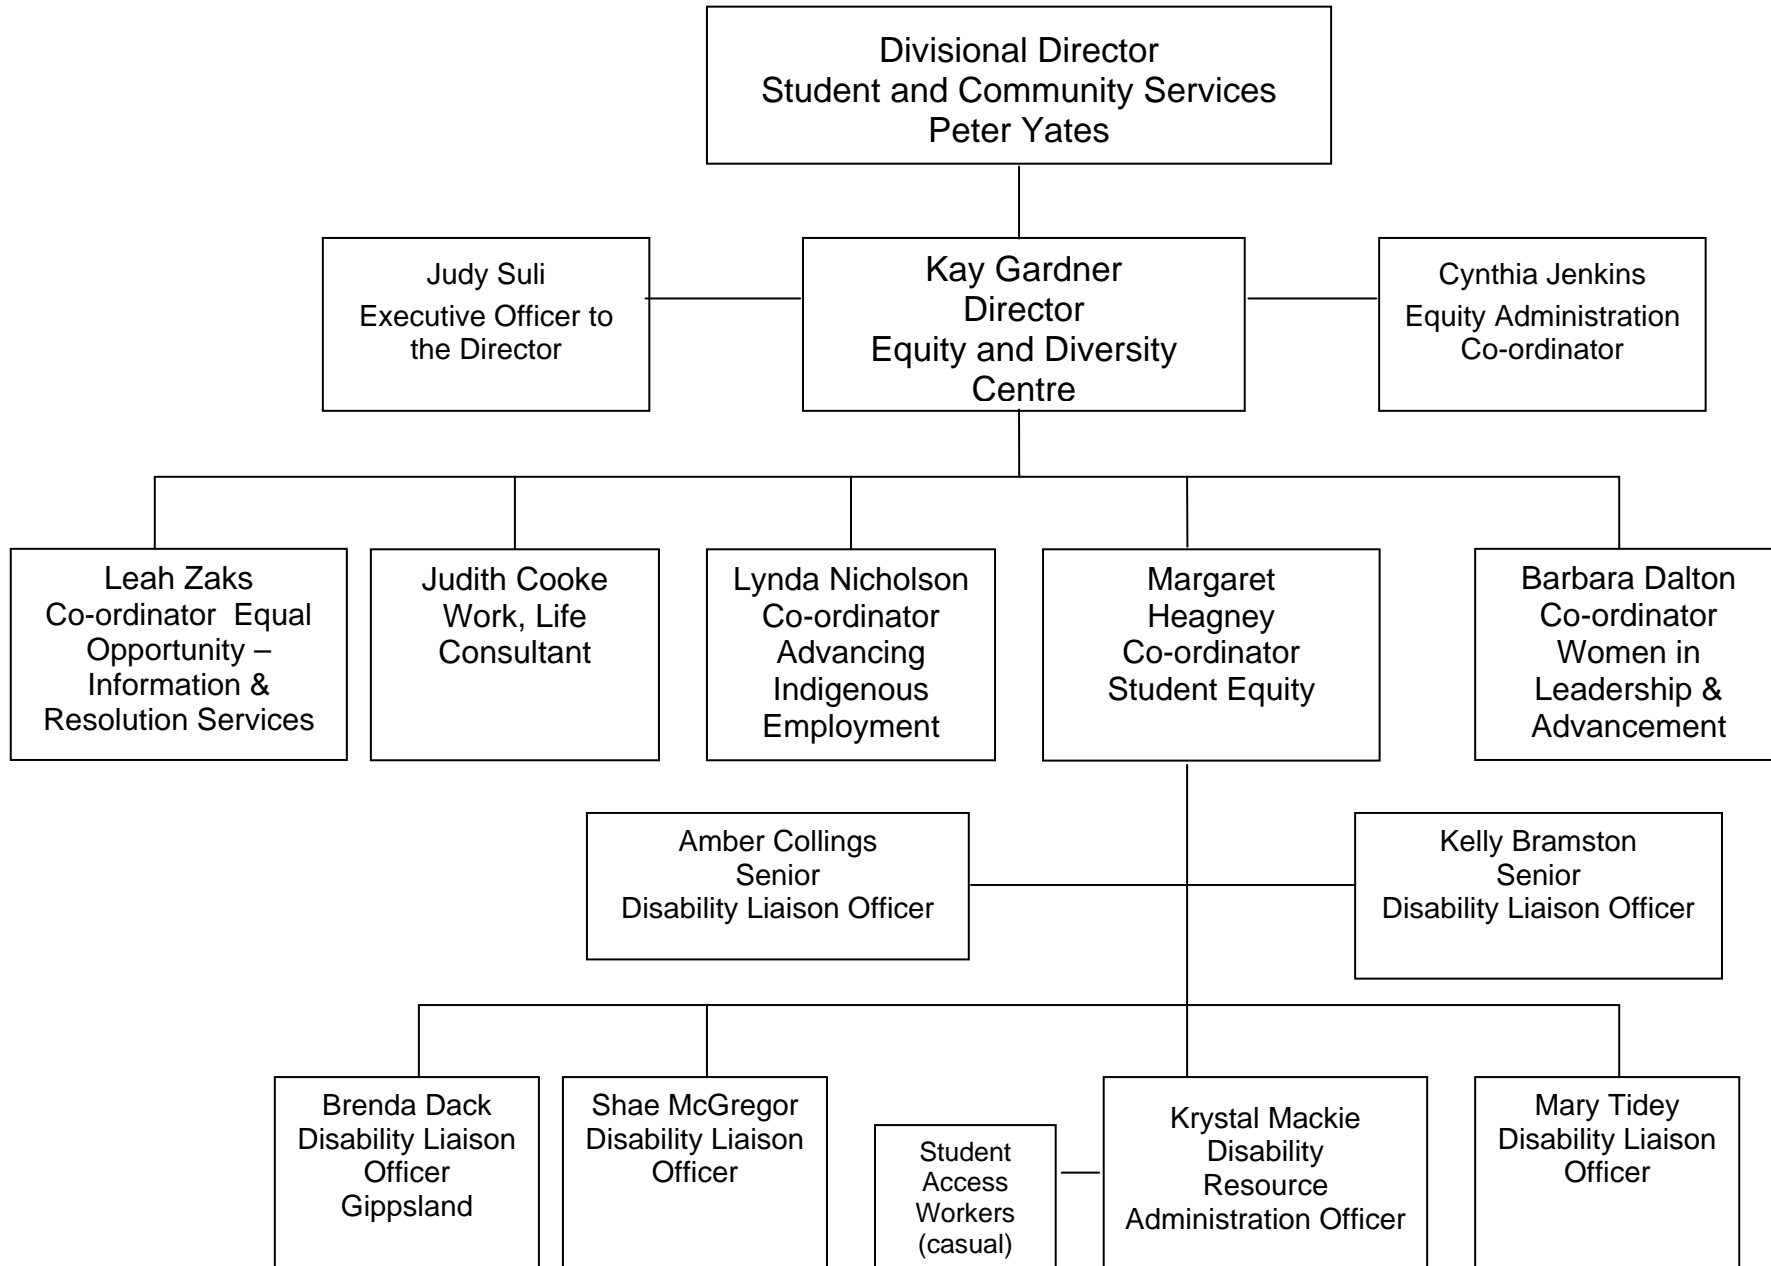 Divisional Director
Student and Community Services
Peter Yates
Judy Suli
Executive Officer to
the Director
Kay Gardner
Director
Equity and Diversity
Centre
Cynthia Jenkins
Equity Administration
Co-ordinator
Leah Zaks
Co-ordinator Equal
Opportunity –
Information &
Resolution Services
Judith Cooke
Work, Life
Consultant
Lynda Nicholson
Co-ordinator
Advancing
Indigenous
Employment
Margaret
Heagney
Co-ordinator
Student Equity
Barbara Dalton
Co-ordinator
Women in
Leadership &
Advancement
Amber Collings
Senior
Disability Liaison Officer
Kelly Bramston
Senior
Disability Liaison Officer
Brenda Dack
Disability Liaison
Officer
Gippsland
Shae McGregor
Disability Liaison
Officer
Student
Access
Workers
(casual)
Krystal Mackie
Disability
Resource
Administration Officer
Mary Tidey
Disability Liaison
Officer